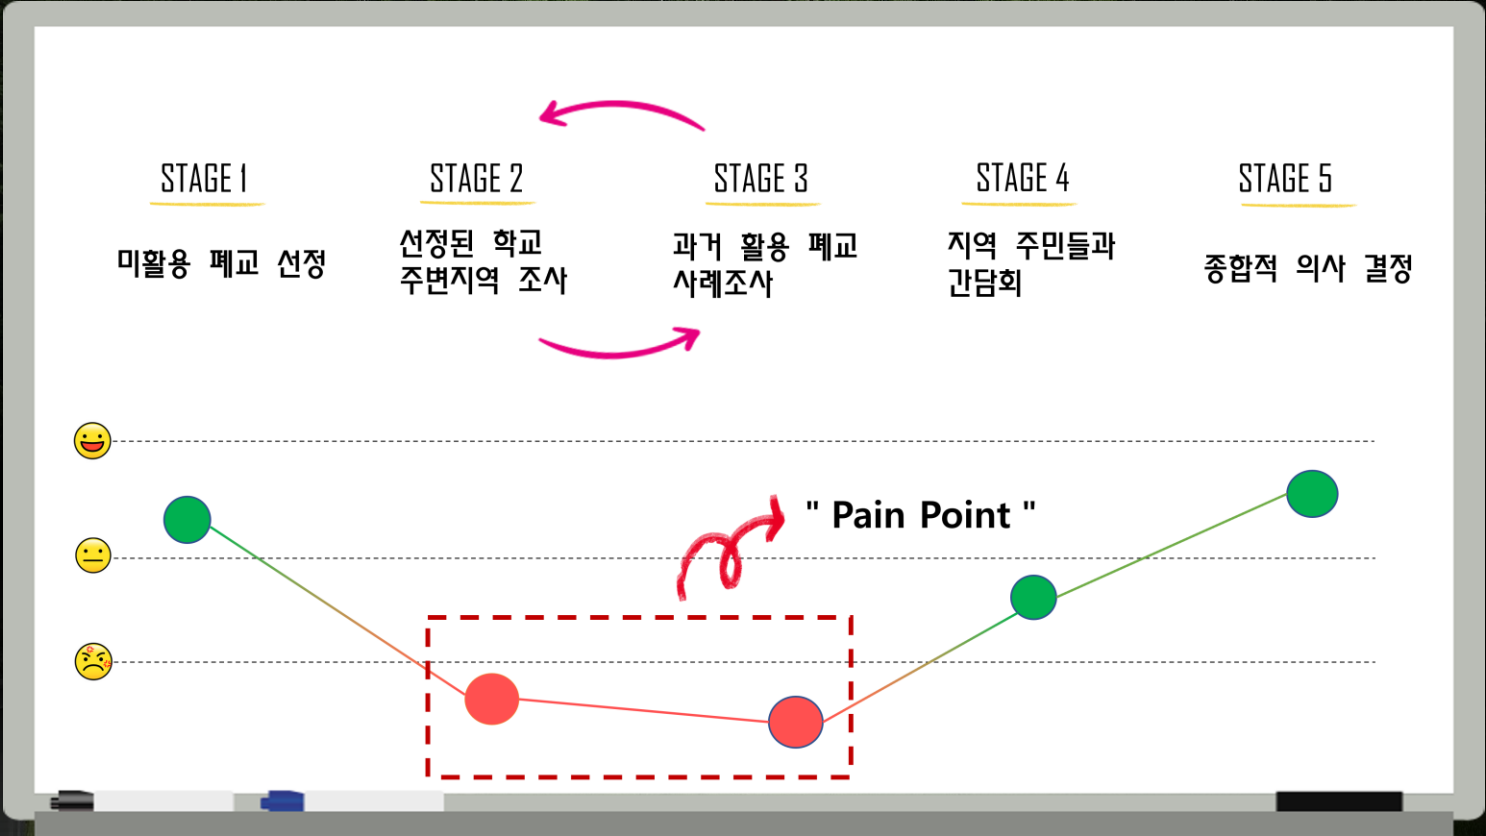 STAGE 1
미활용 폐교 선정
STAGE 2
선정된 학교
주변지역 조사
STAGE 3
과거 활용 폐교
사례조사
STAGE 4
지역 주민들과
간담회
STAGE 5
종합적 의사 결정
" Pain Point "